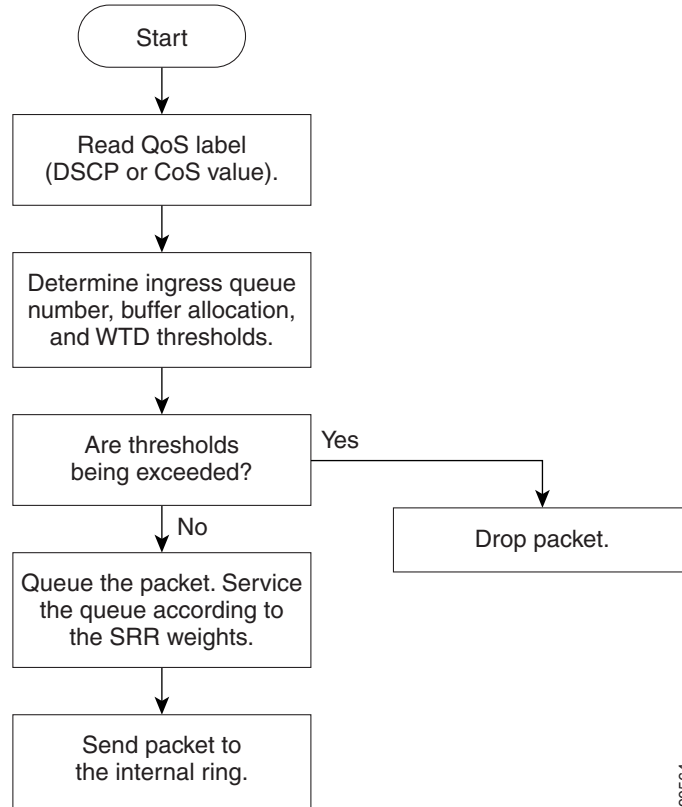 Start
Read QoS label
(DSCP or CoS value).
Determine ingress queue
number, buffer allocation,
and WTD thresholds.
Are thresholds
being exceeded?
Yes
Drop packet.
No
Queue the packet. Service
the queue according to
the SRR weights.
Send packet to
the internal ring.